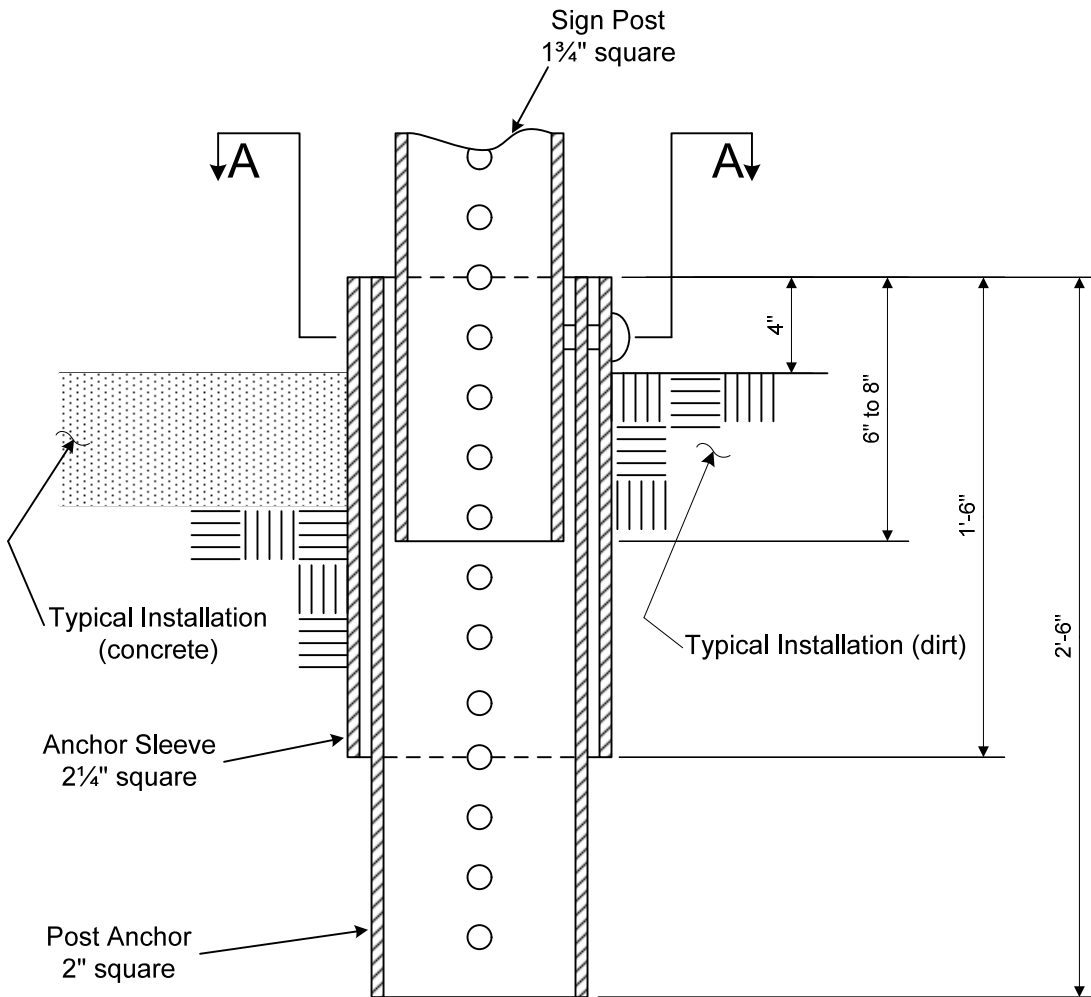 Sign Post
1¾" square
A
A
4"
6" to 8"
1'-6"
2'-6"
Typical Installation
(concrete)
Typical Installation (dirt)
Anchor Sleeve
2¼" square
Post Anchor
2" square